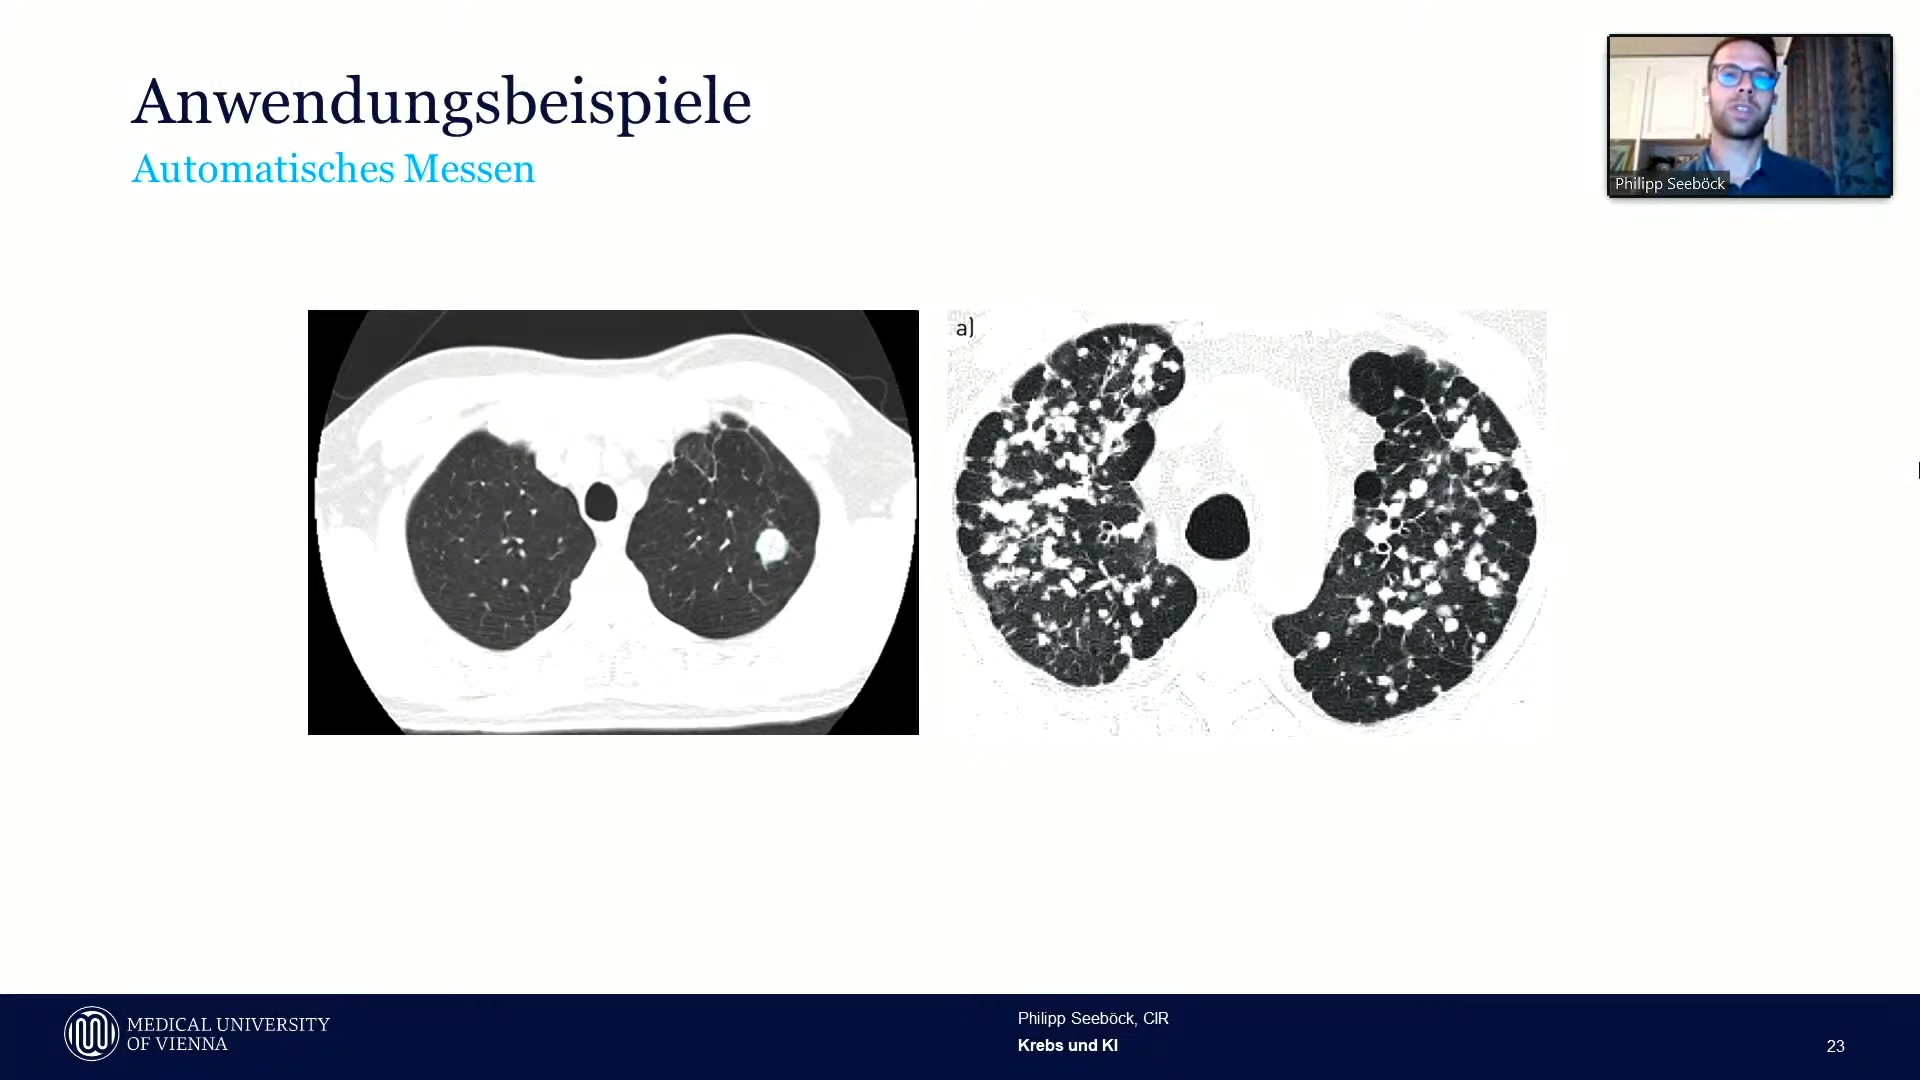 Anwendungsbeispiele
Automatisches Messen
Philipp Seeböck
a)
MEDICAL UNIVERSITY
OF VIENNA
Philipp Seeböck, CIR
Krebs und KI
23